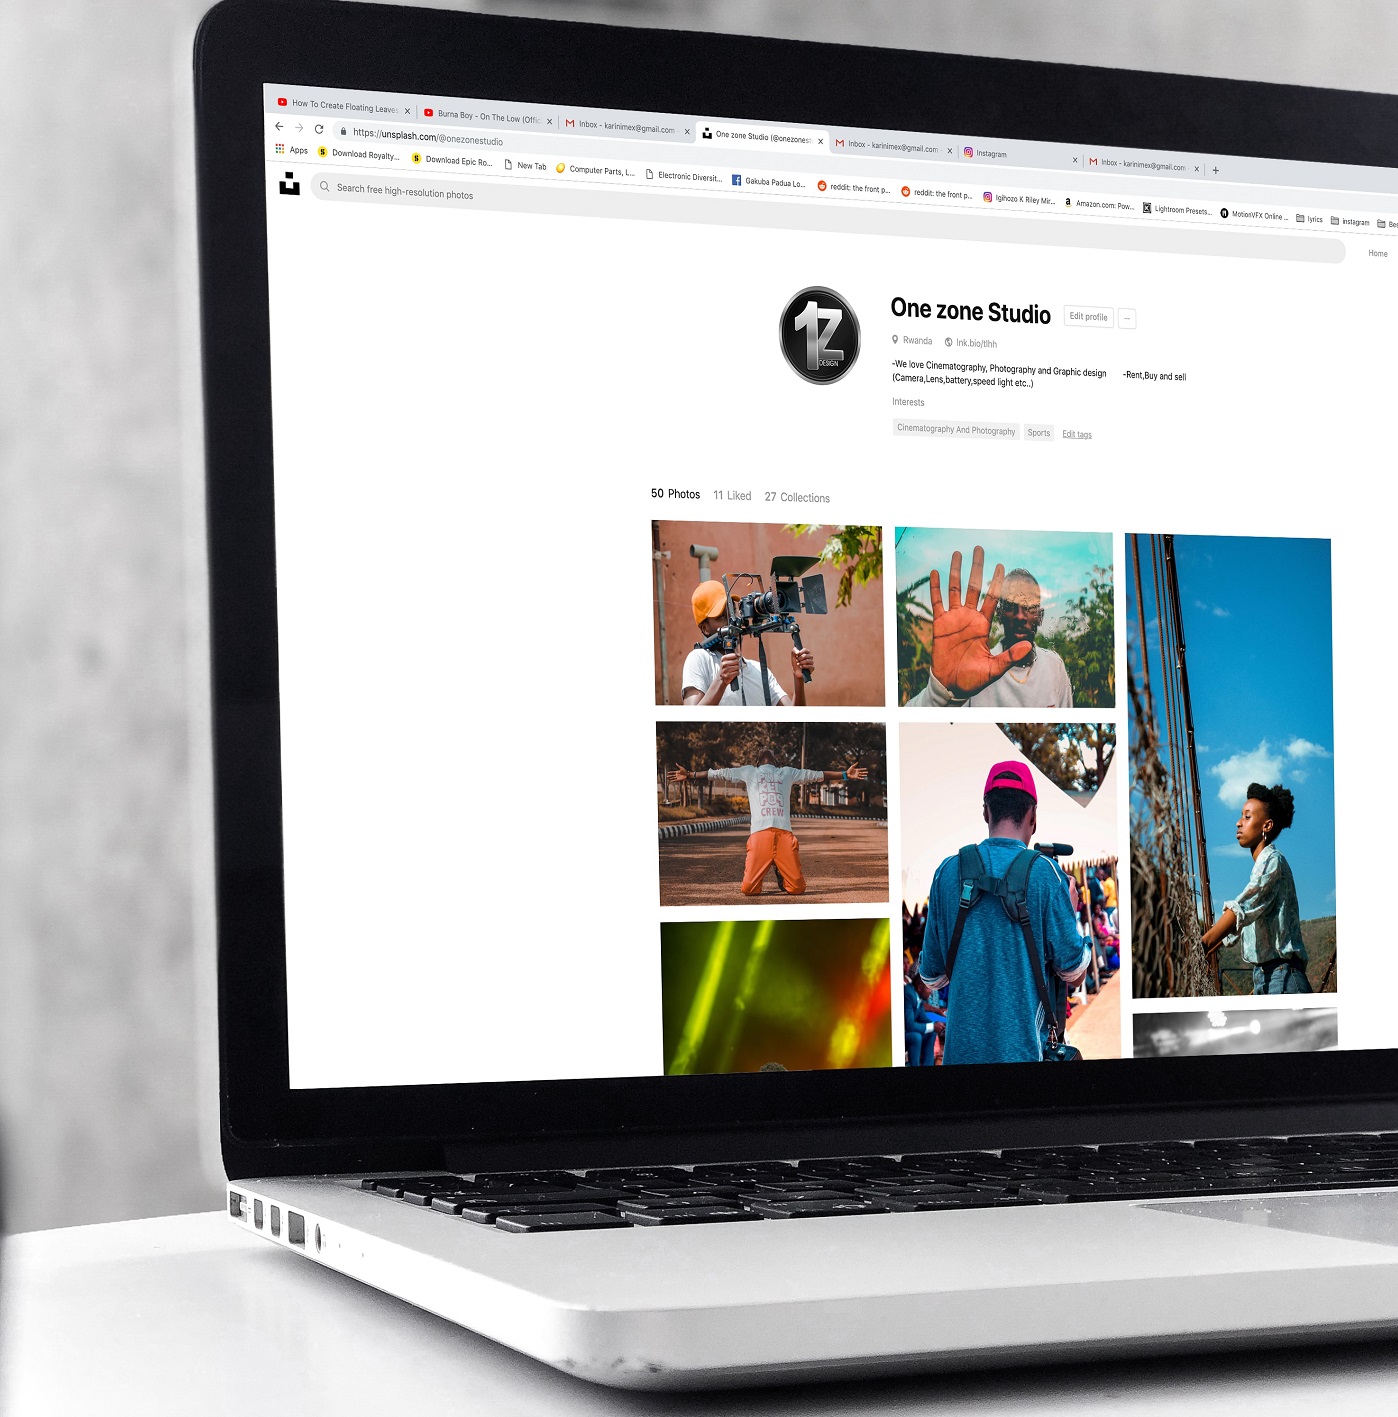 How To Create Floating Leaves
Burna Boy - On The Low (Offic
Inbox - karinimex@gmail.com -
One zone Studio (@onezonest
Inbox - karinimex@gmail.com -
Instagram
Inbox - karinimex@gmail.com -
https://unsplash.com/@onezonestudio
Apps
Download Royalty...
Download Epic Ro...
New Tab
Computer Parts, L...
Electronic Diversit...
Gakuba Padua Lo...
reddit: the front p...
reddit: the front p...
Igihozo K Riley Mir...
Amazon.com: Pow...
Lightroom Presets...
MotionVFX Online ...
lyrics
instagram
Bes
Search free high-resolution photos
Home
1Z
DESIGN
One zone Studio
Edit profile
...
Rwanda
lnk.bio/tlhh
-We love Cinematography, Photography and Graphic design -Rent,Buy and sell
(Camera,Lens,battery,speed light etc..)
Interests
Cinematography And Photography
Sports
Edit tags
50 Photos
11 Liked
27 Collections
CREW